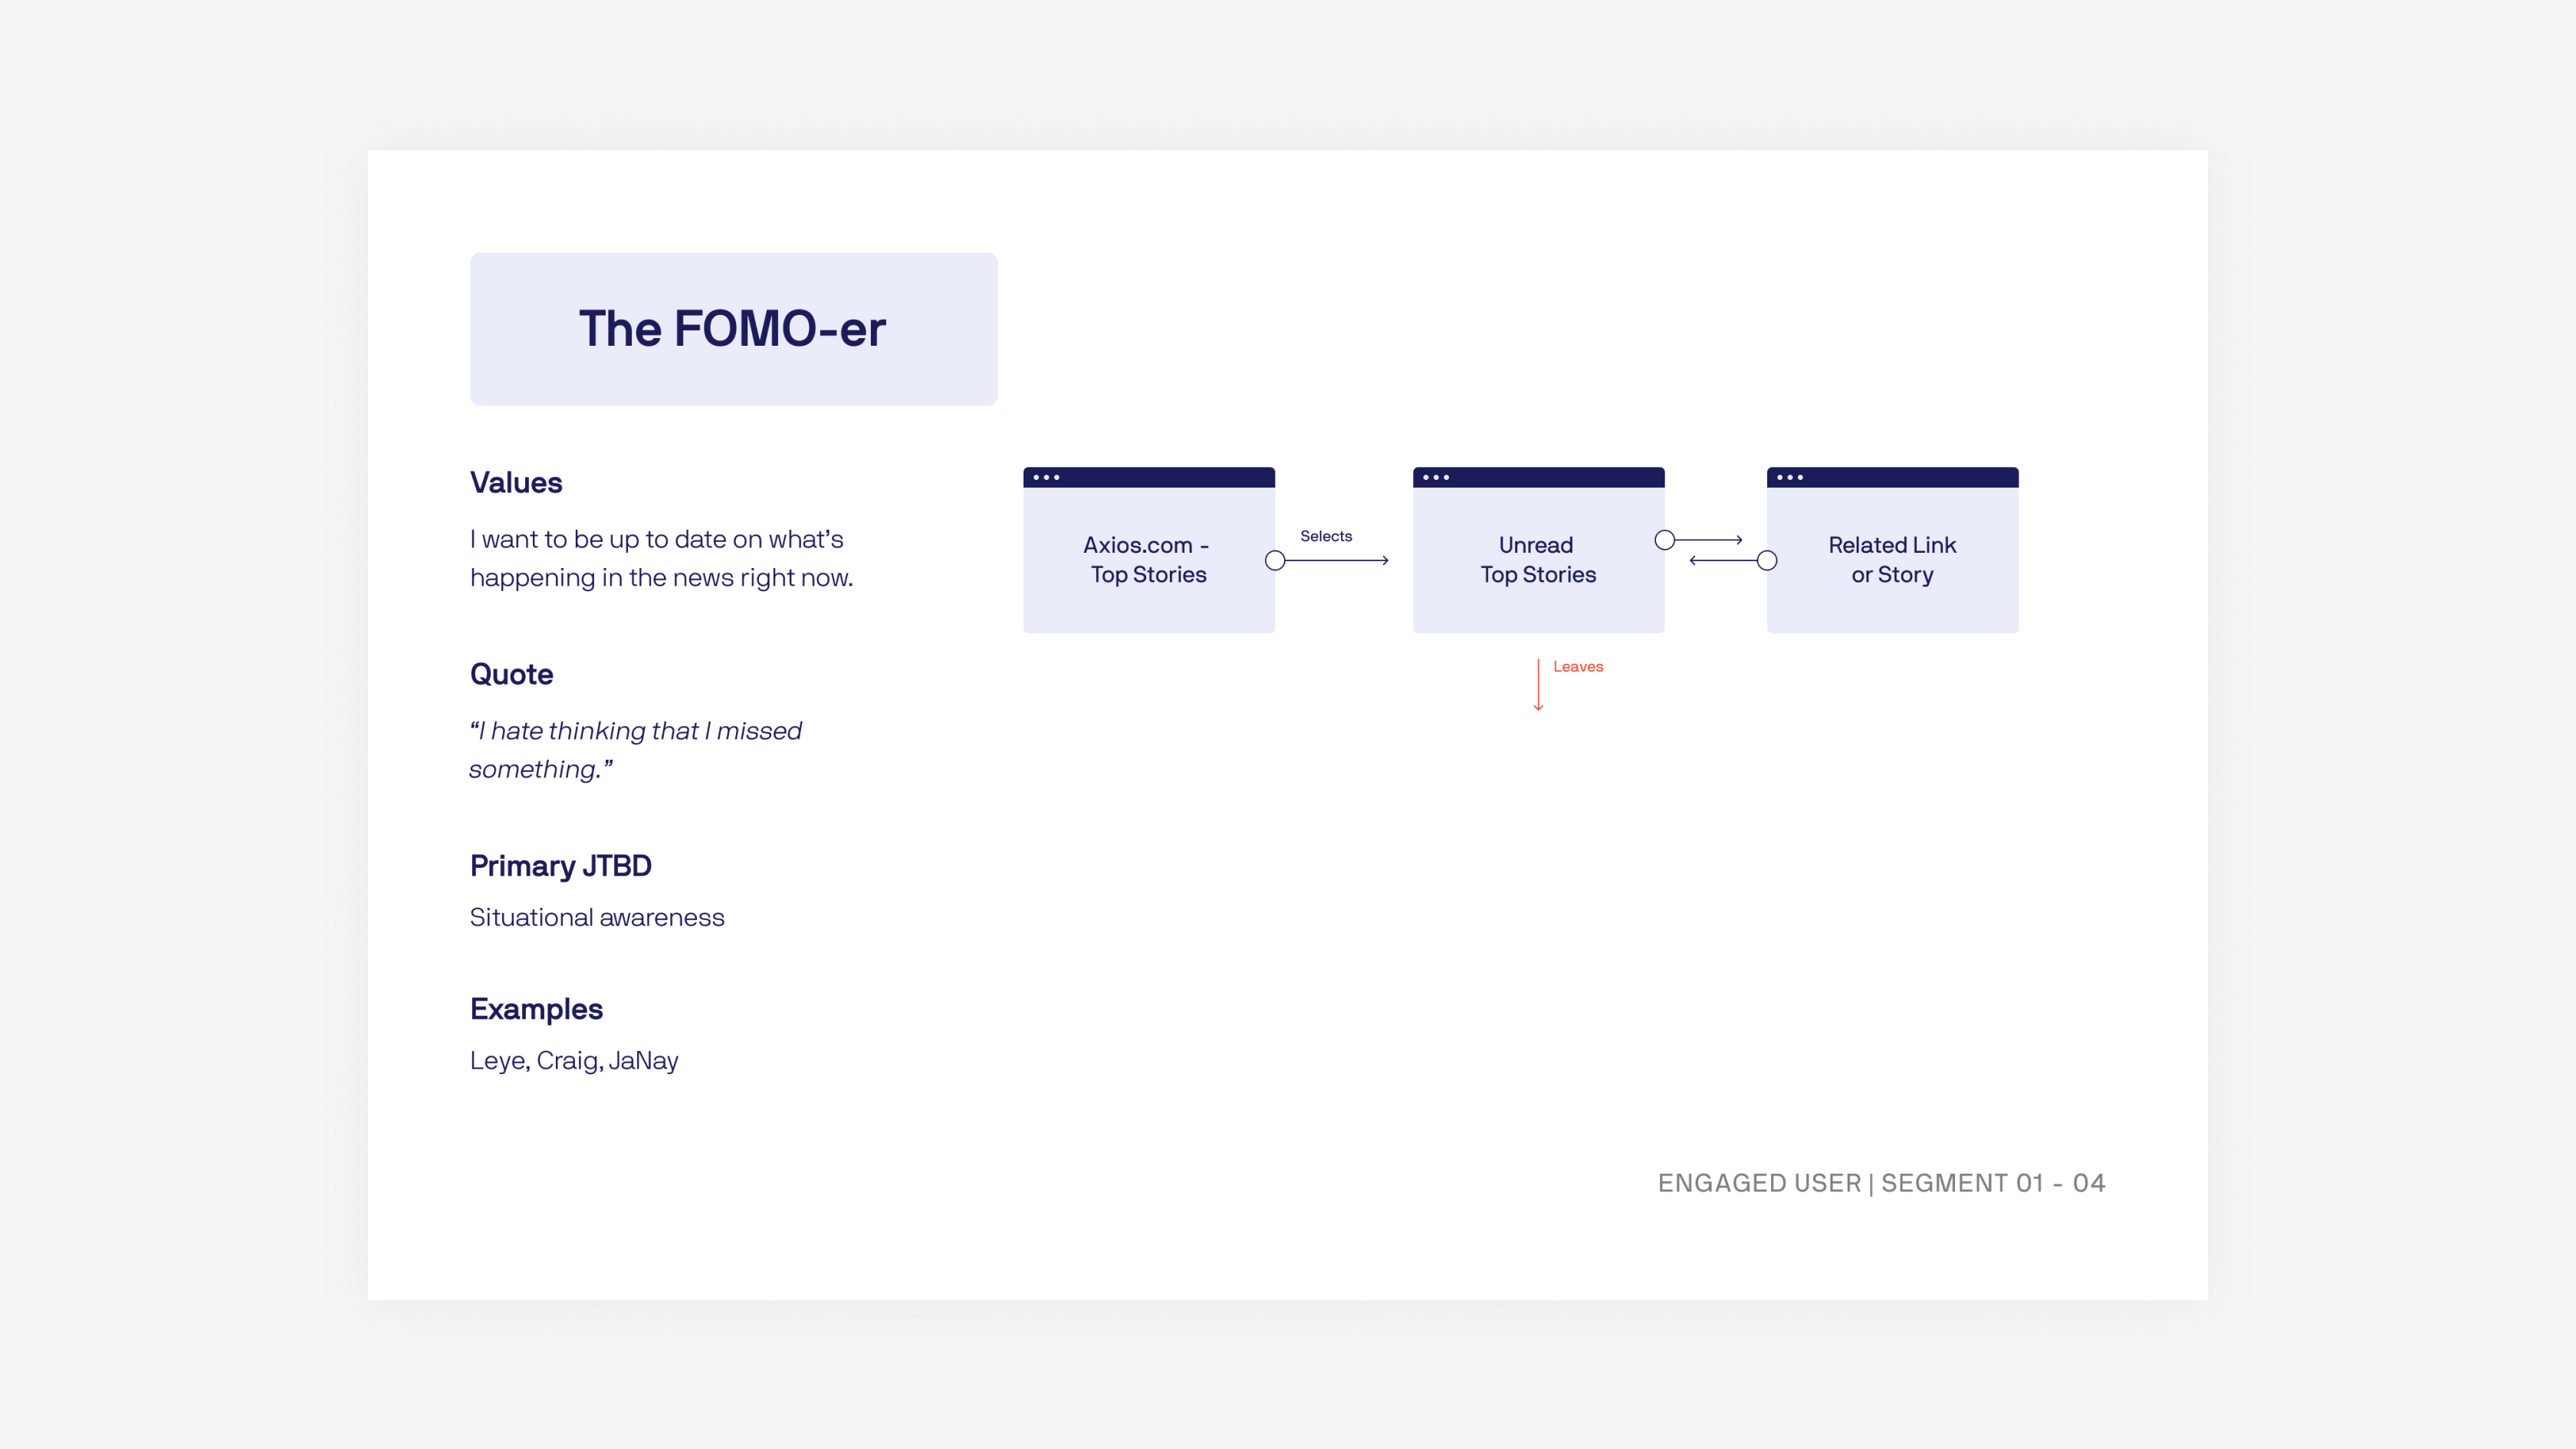 The FOMO-er
Values
I want to be up to date on what’s
happening in the news right now.
Quote
“I hate thinking that I missed
something.”
Primary JTBD
Situational awareness
Examples
Leye, Craig, JaNay
Axios.com -
Top Stories
Selects
Unread
Top Stories
Related Link
or Story
Leaves
ENGAGED USER | SEGMENT 01 - 04